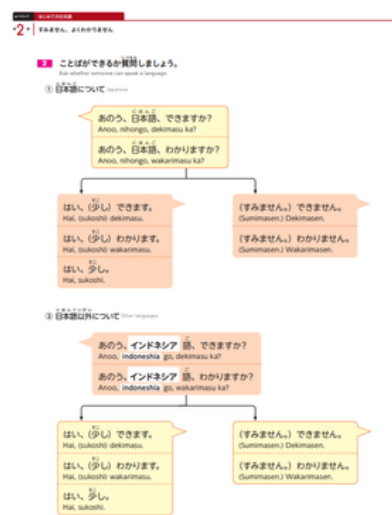 はじめての日本語
第2課
すみません、よくわかりません
2 ことばができるか質問しましょう。
Ask whether someone can speak a language.
① 日本語について Japanese
あのう、日本語、できますか?
Anoo, nihongo, dekimasu ka?
あのう、日本語、わかりますか?
Anoo, nihongo, wakarimasu ka?
はい、(少し) できます。
Hai, (sukoshi) dekimasu.
はい、(少し) わかります。
Hai, (sukoshi) wakarimasu.
はい、少し。
Hai, sukoshi.
(すみません。) できません。
(Sumimasen.) Dekimasen.
(すみません。) わかりません。
(Sumimasen.) Wakarimasen.
② 日本語以外について Other languages
あのう、インドネシア 語、できますか?
Anoo, indoneshia go, dekimasu ka?
あのう、インドネシア 語、わかりますか?
Anoo, indoneshia go, wakarimasu ka?
はい、(少し) できます。
Hai, (sukoshi) dekimasu.
はい、(少し) わかります。
Hai, (sukoshi) wakarimasu.
はい、少し。
Hai, sukoshi.
(すみません。) できません。
(Sumimasen.) Dekimasen.
(すみません。) わかりません。
(Sumimasen.) Wakarimasen.